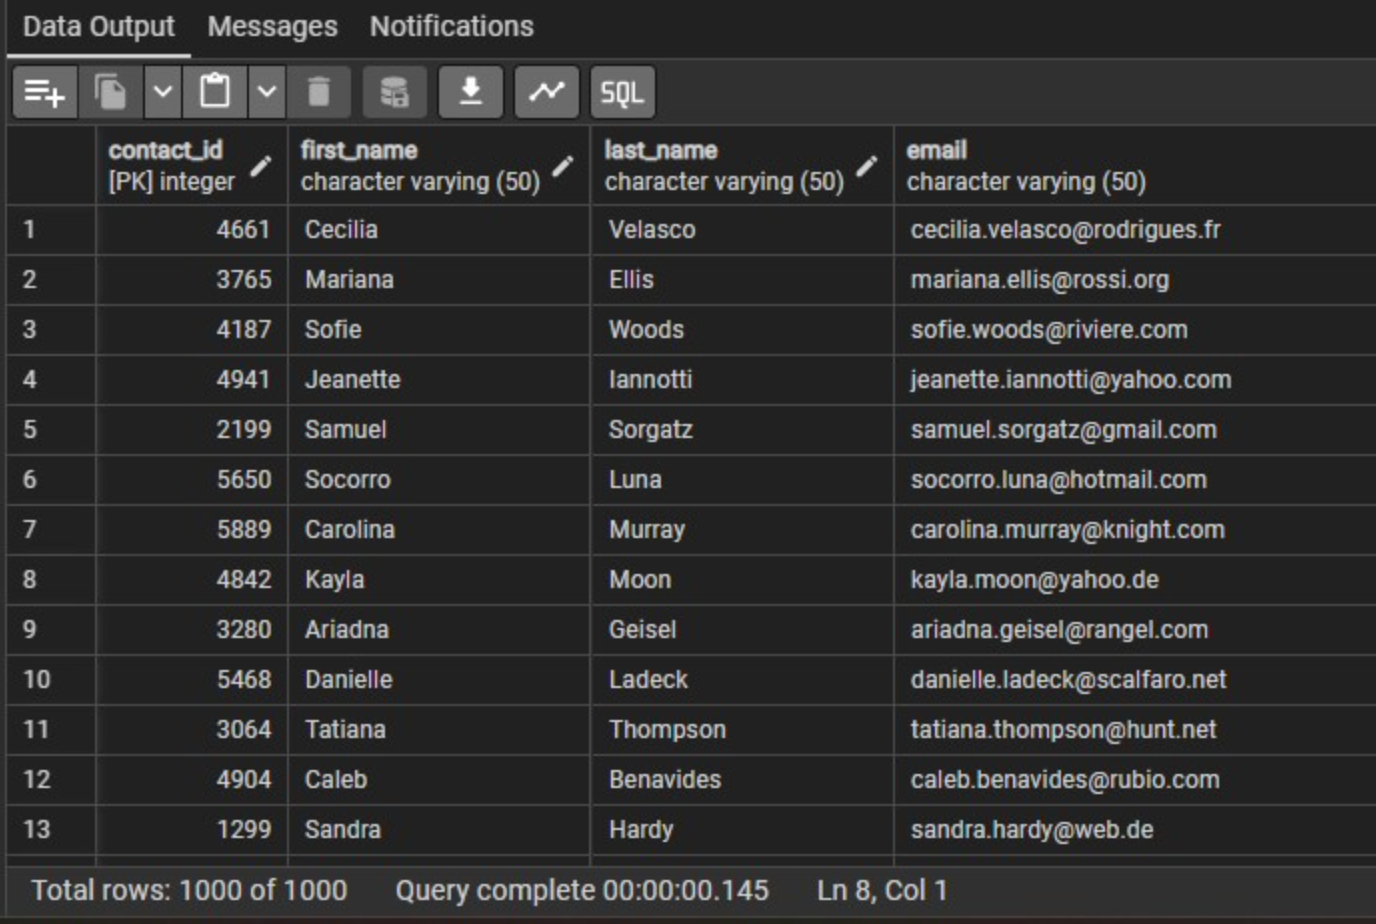 Data Output Messages Notifications
SQL
contact_id first_name last_name email
[PK] integer character varying (50) character varying (50) character varying (50)
1 4661 Cecilia Velasco cecilia.velasco@rodrigues.fr
2 3765 Mariana Ellis mariana.ellis@rossi.org
3 4187 Sofie Woods sofie.woods@riviere.com
4 4941 Jeanette Iannotti jeanette.iannotti@yahoo.com
5 2199 Samuel Sorgatz samuel.sorgatz@gmail.com
6 5650 Socorro Luna socorro.luna@hotmail.com
7 5889 Carolina Murray carolina.murray@knight.com
8 4842 Kayla Moon kayla.moon@yahoo.de
9 3280 Ariadna Geisel ariadna.geisel@rangel.com
10 5468 Danielle Ladeck danielle.ladeck@scalfaro.net
11 3064 Tatiana Thompson tatiana.thompson@hunt.net
12 4904 Caleb Benavides caleb.benavides@rubio.com
13 1299 Sandra Hardy sandra.hardy@web.de
Total rows: 1000 of 1000 Query complete 00:00:00.145 Ln 8, Col 1